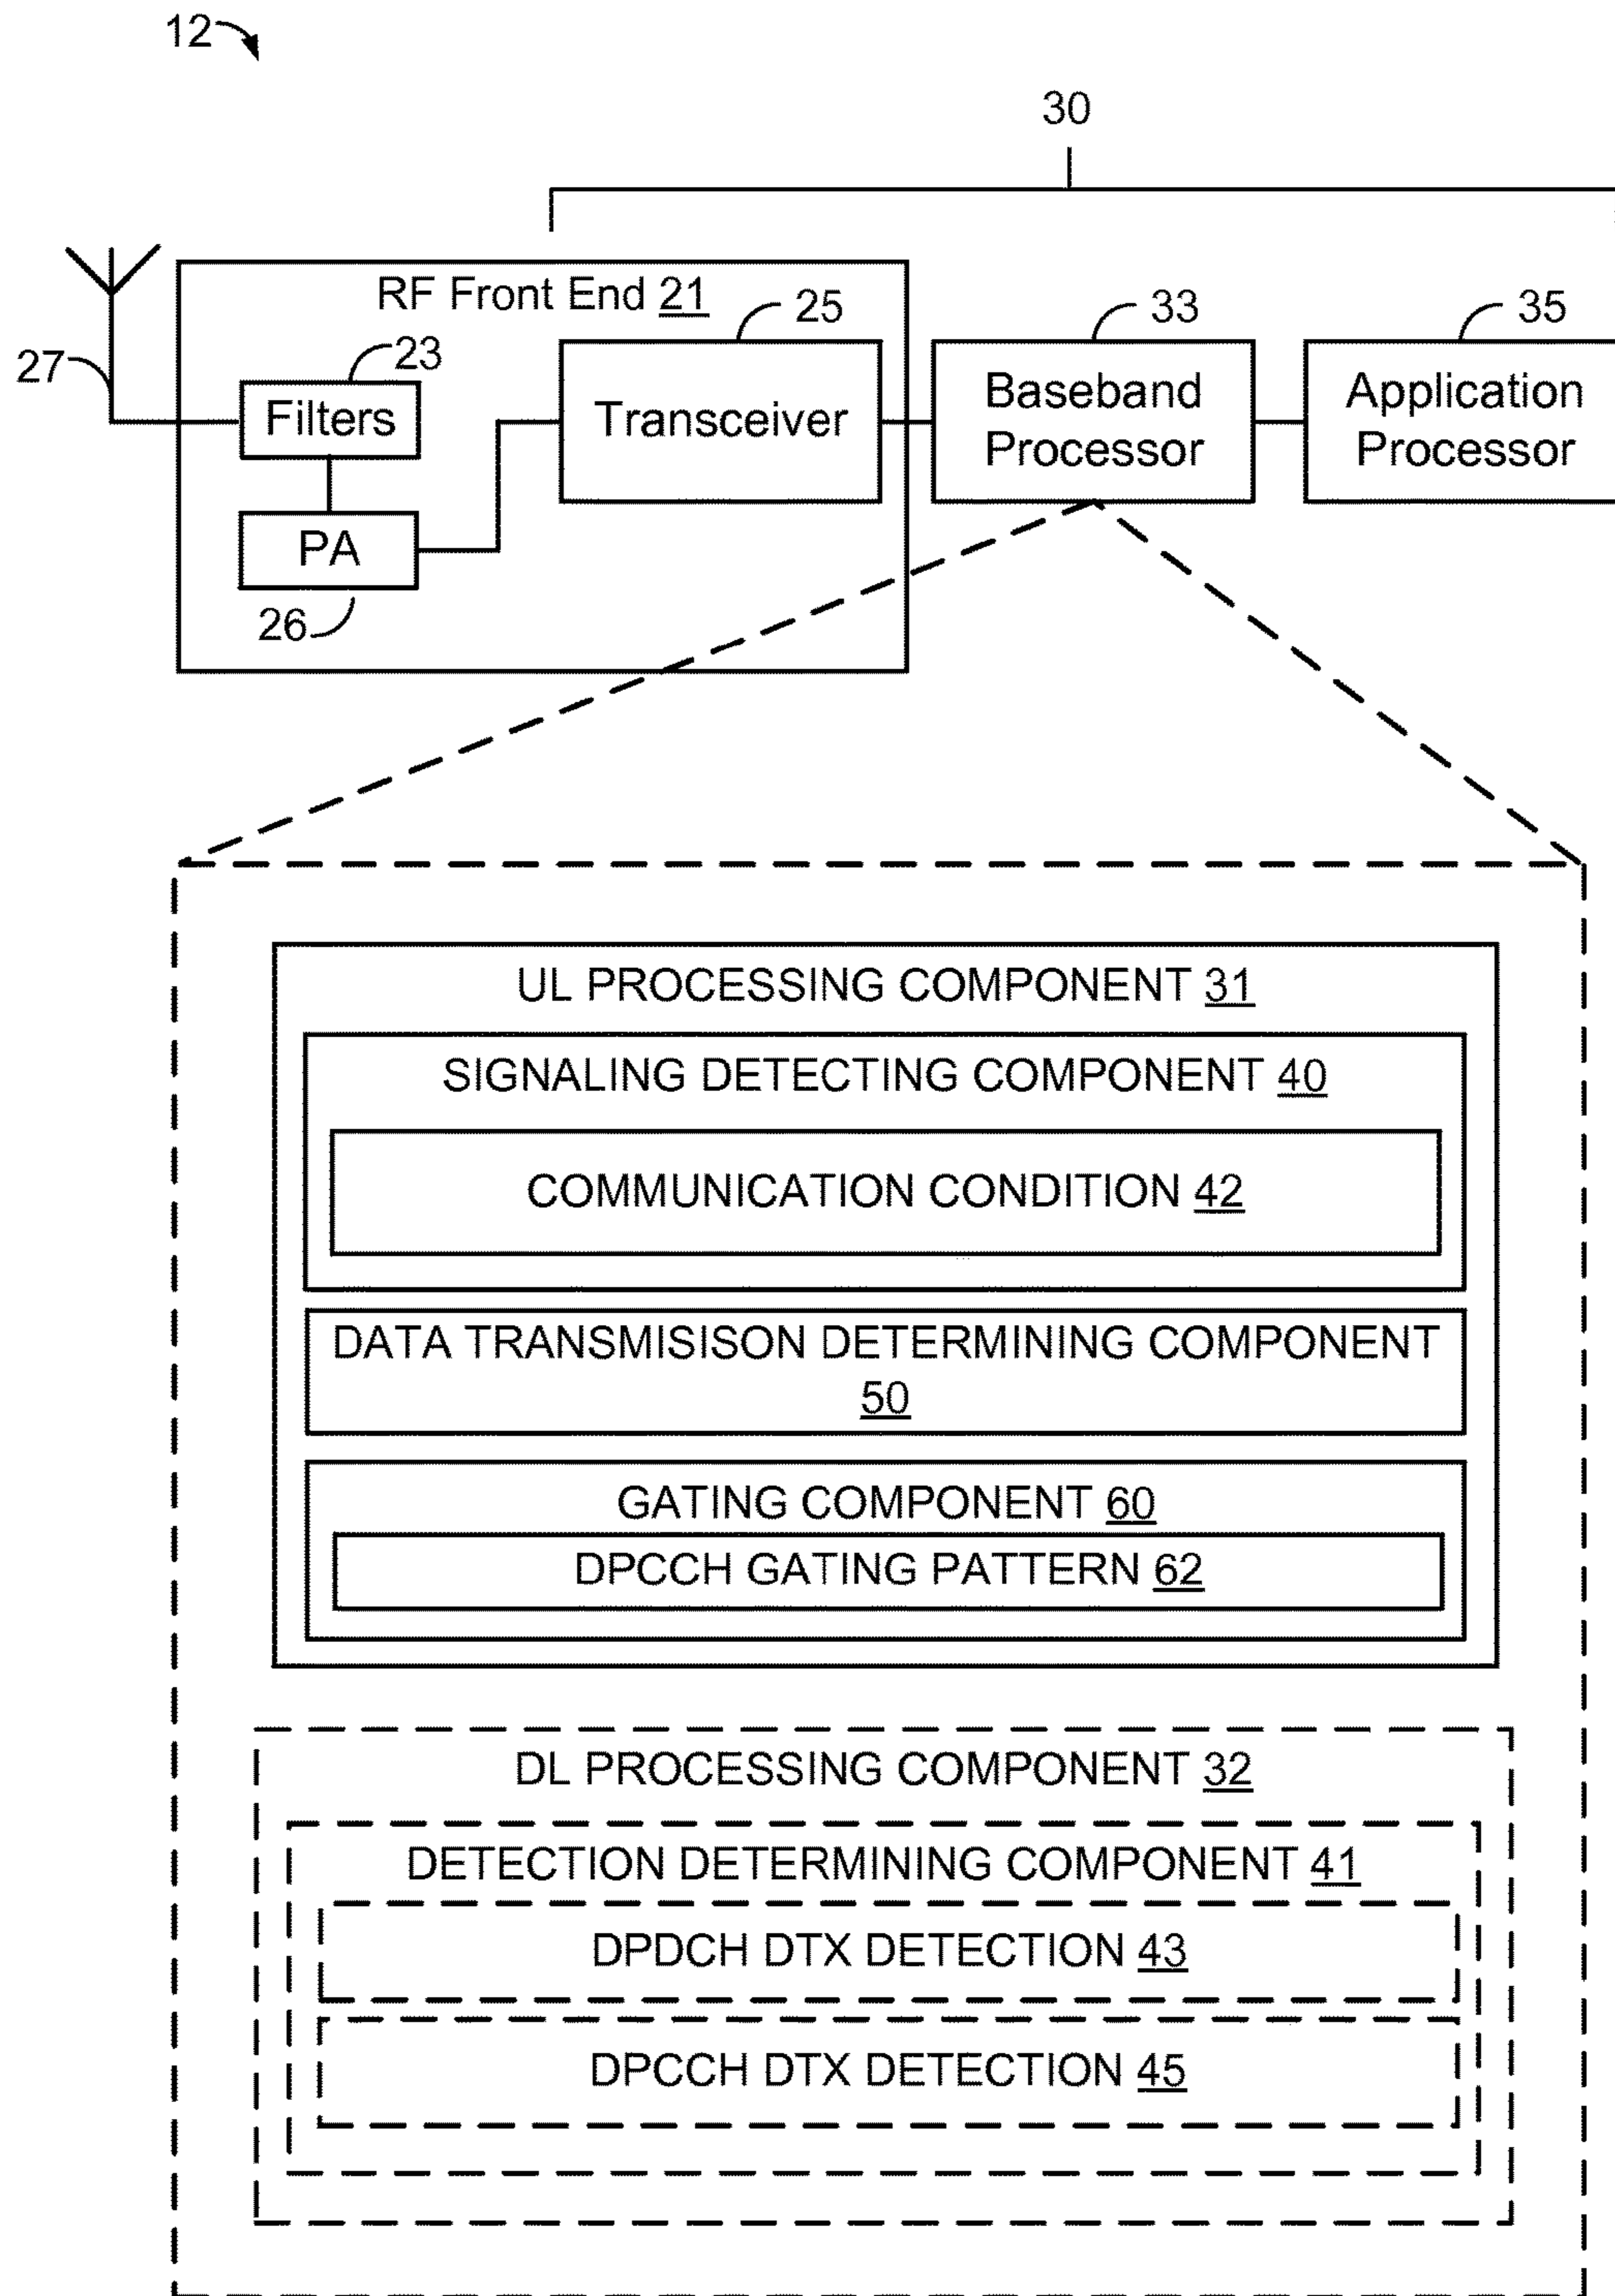 12
30
RF Front End 21
25
33
35
27
23
Filters
Transceiver
Baseband
Processor
Application
Processor
PA
26
UL PROCESSING COMPONENT 31
SIGNALING DETECTING COMPONENT 40
COMMUNICATION CONDITION 42
DATA TRANSMISISON DETERMINING COMPONENT
50
GATING COMPONENT 60
DPCCH GATING PATTERN 62
DL PROCESSING COMPONENT 32
DETECTION DETERMINING COMPONENT 41
DPDCH DTX DETECTION 43
DPCCH DTX DETECTION 45